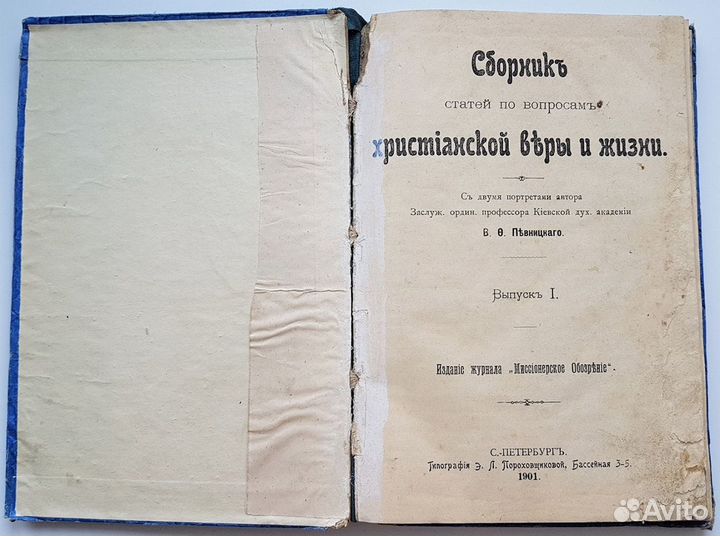 Сборникъ
статей по вопросамъ
христіанской вѣры и жизни.
Съ двумя портретами автора
Заслуж. ордин. профессора Кіевской дух. академіи
В. Ѳ. Пѣвницкаго.
Выпускъ I.
Изданіе журнала „Миссіонерское Обозрѣніе“.
С.-ПЕТЕРБУРГЪ.
Типографія Э. Л. Пороховщиковой, Бассейная 3-5.
1901.
Avito